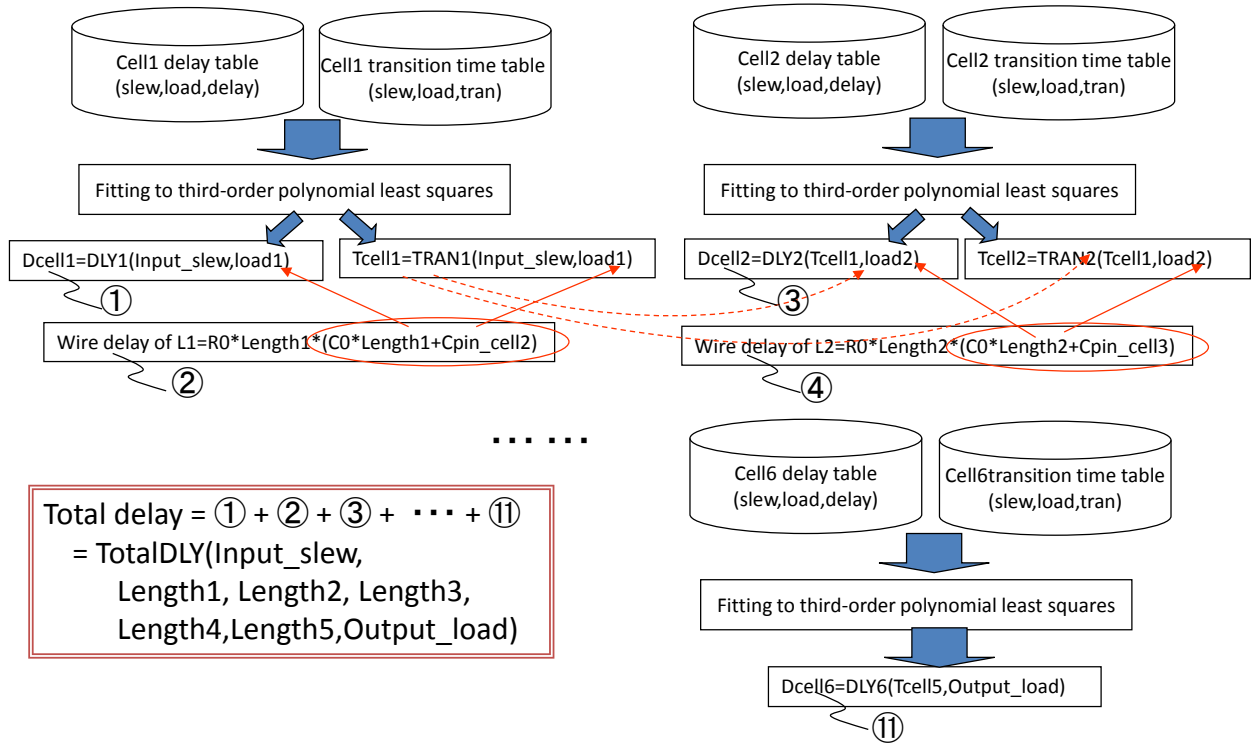 Cell1 delay table
(slew,load,delay)
Cell1 transition time table
(slew,load,tran)
Cell2 delay table
(slew,load,delay)
Cell2 transition time table
(slew,load,tran)
Fitting to third-order polynomial least squares
Fitting to third-order polynomial least squares
Dcell1=DLY1(Input_slew,load1)
Tcell1=TRAN1(Input_slew,load1)
Dcell2=DLY2(Tcell1,load2)
Tcell2=TRAN2(Tcell1,load2)
①
③
Wire delay of L1=R0*Length1*(C0*Length1+Cpin_cell2)
Wire delay of L2=R0*Length2*(C0*Length2+Cpin_cell3)
②
④
⋯ ⋯
Cell6 delay table
(slew,load,delay)
Cell6transition time table
(slew,load,tran)
Total delay = ① + ② + ③ + ⋯ + ⑪
= TotalDLY(Input_slew,
Length1, Length2, Length3,
Length4,Length5,Output_load)
Fitting to third-order polynomial least squares
Dcell6=DLY6(Tcell5,Output_load)
⑪